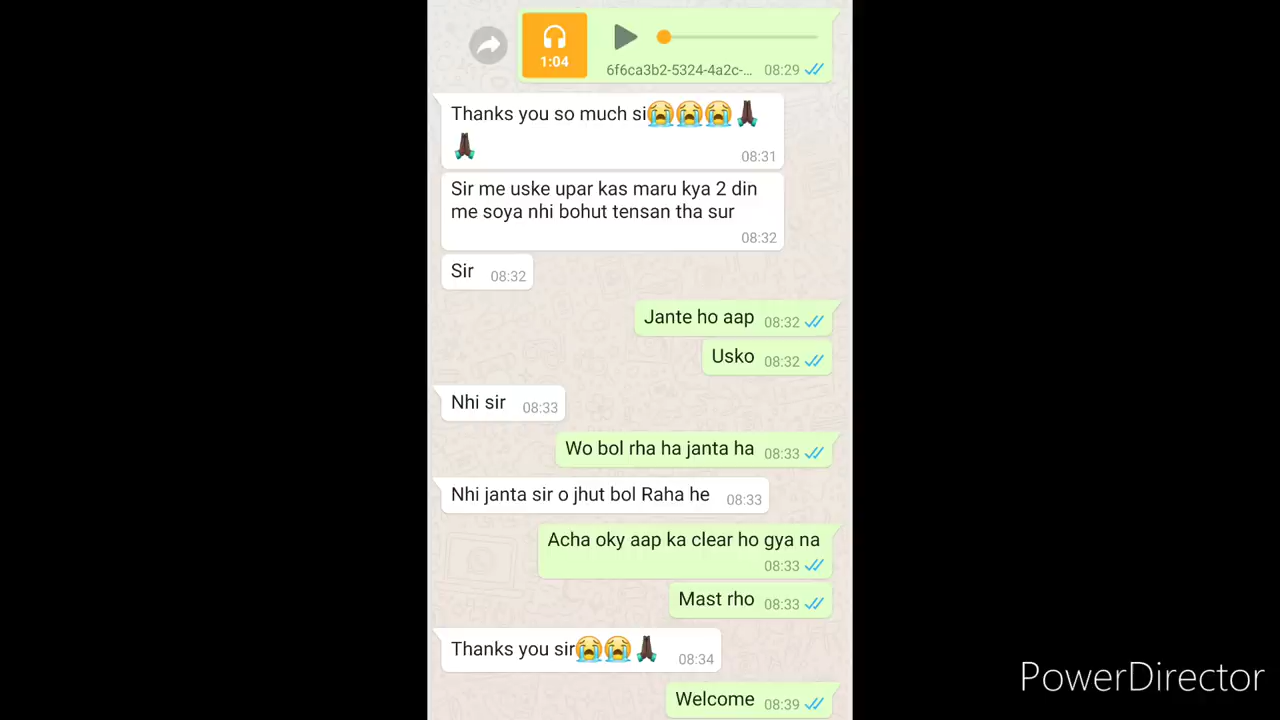 1:04
6f6ca3b2-5324-4a2c-... 08:29
Thanks you so much si😭😭😭🙏🏿
🙏🏿
08:31
Sir me uske upar kas maru kya 2 din
me soya nhi bohut tensan tha sur
08:32
Sir 08:32
Jante ho aap 08:32
Usko 08:32
Nhi sir 08:33
Wo bol rha ha janta ha 08:33
Nhi janta sir o jhut bol Raha he 08:33
Acha oky aap ka clear ho gya na
08:33
Mast rho 08:33
Thanks you sir😭😭🙏🏿 08:34
Welcome 08:39
PowerDirector